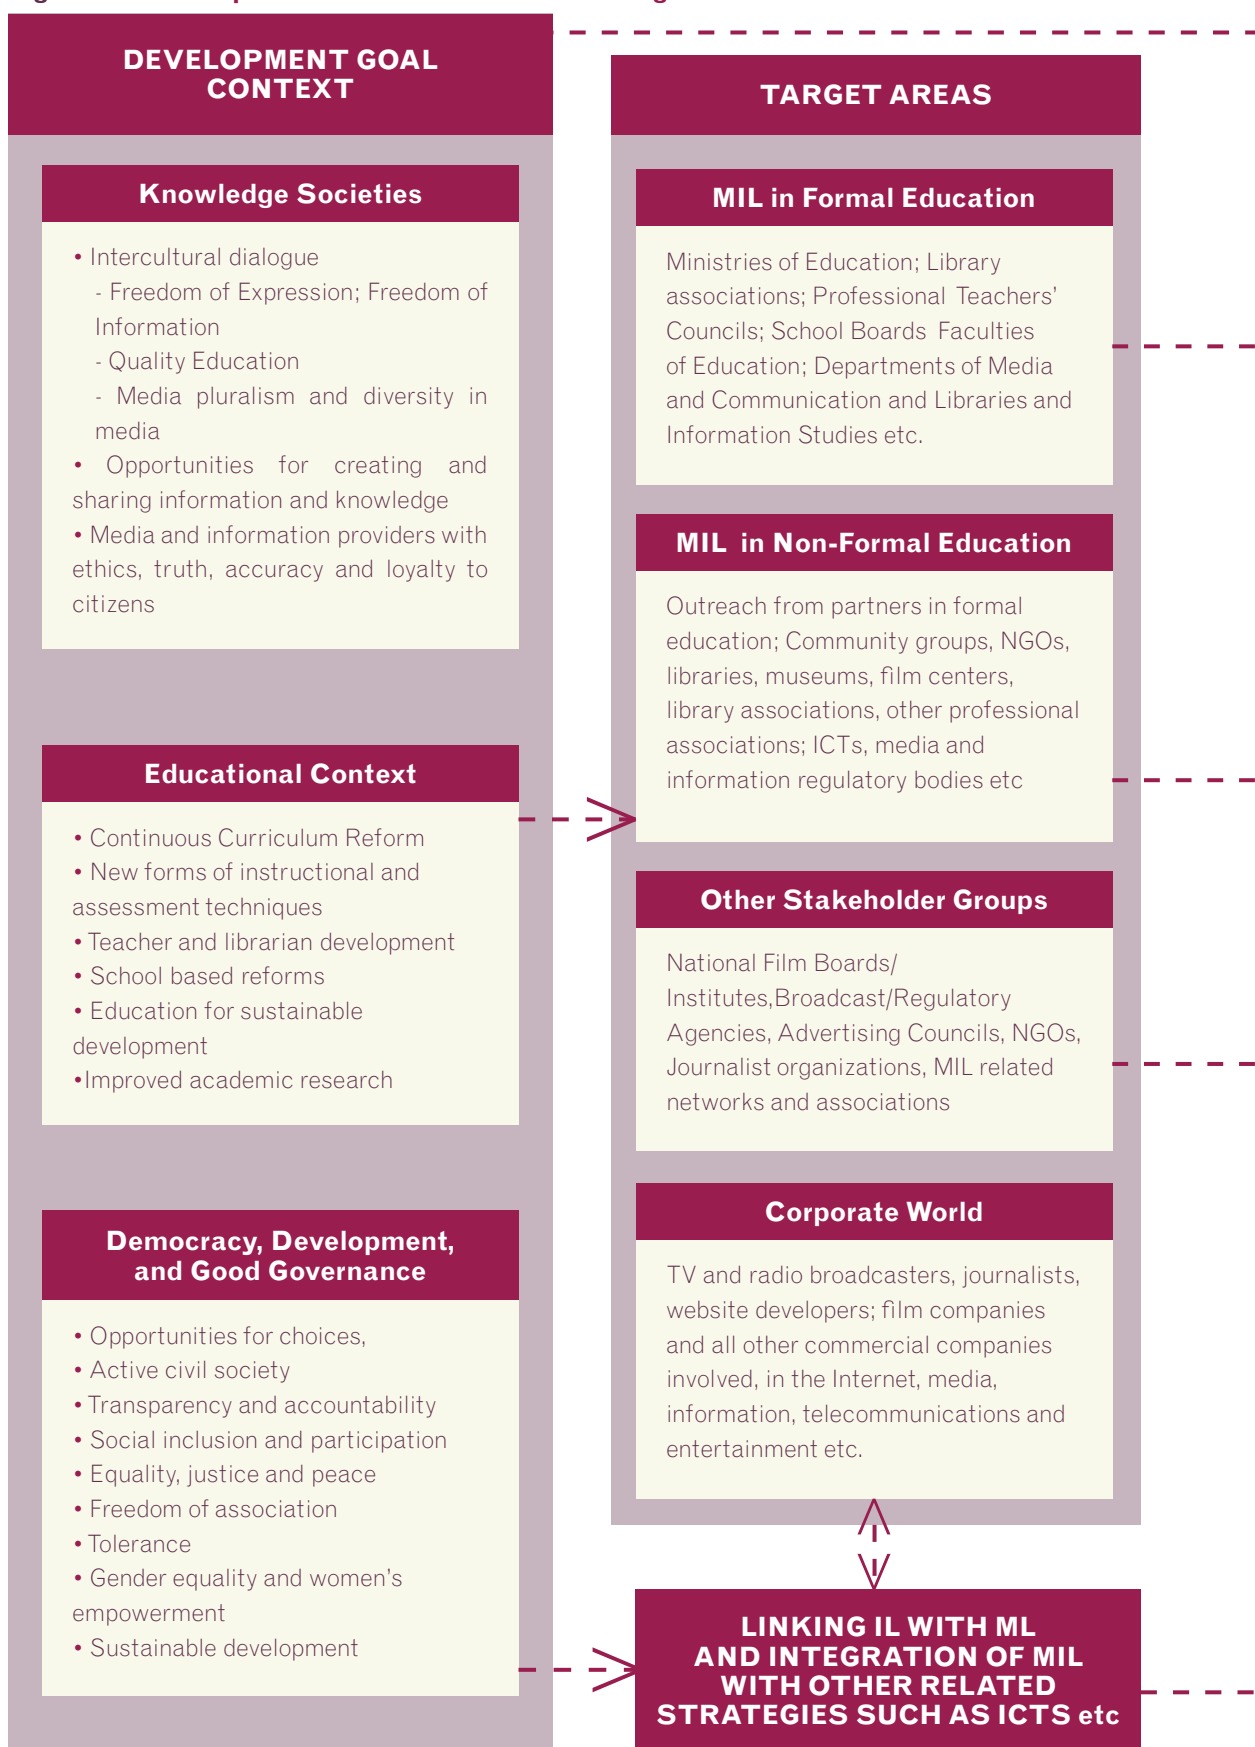 DEVELOPMENT GOAL
CONTEXT
Knowledge Societies
• Intercultural dialogue
- Freedom of Expression; Freedom of
Information
- Quality Education
- Media pluralism and diversity in
media
• Opportunities for creating and
sharing information and knowledge
• Media and information providers with
ethics, truth, accuracy and loyalty to
citizens
Educational Context
• Continuous Curriculum Reform
• New forms of instructional and
assessment techniques
• Teacher and librarian development
• School based reforms
• Education for sustainable
development
•Improved academic research
Democracy, Development,
and Good Governance
• Opportunities for choices,
• Active civil society
• Transparency and accountability
• Social inclusion and participation
• Equality, justice and peace
• Freedom of association
• Tolerance
• Gender equality and women's
empowerment
• Sustainable development
TARGET AREAS
MIL in Formal Education
Ministries of Education; Library
associations; Professional Teachers'
Councils; School Boards Faculties
of Education; Departments of Media
and Communication and Libraries and
Information Studies etc.
MIL in Non-Formal Education
Outreach from partners in formal
education; Community groups, NGOs,
libraries, museums, film centers,
library associations, other professional
associations; ICTs, media and
information regulatory bodies etc
Other Stakeholder Groups
National Film Boards/
Institutes,Broadcast/Regulatory
Agencies, Advertising Councils, NGOs,
Journalist organizations, MIL related
networks and associations
Corporate World
TV and radio broadcasters, journalists,
website developers; film companies
and all other commercial companies
involved, in the Internet, media,
information, telecommunications and
entertainment etc.
LINKING IL WITH ML
AND INTEGRATION OF MIL
WITH OTHER RELATED
STRATEGIES SUCH AS ICTS etc